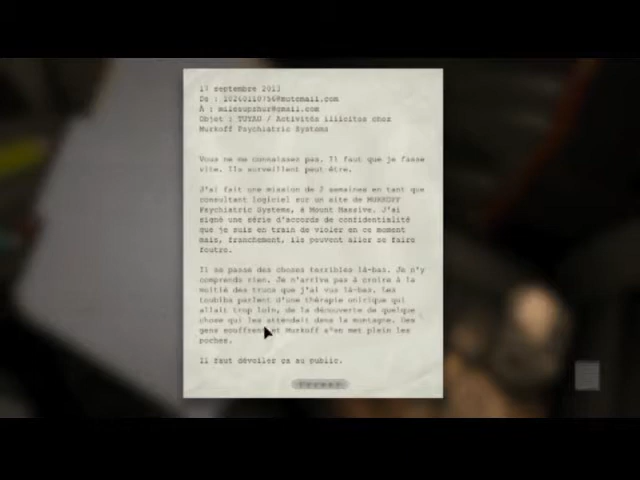 17 septembre 2013
De : 1026011075@hotomail.com
À : milesupshur@gmail.com
Objet : TUYAU / Activités illicites chez
Murkoff Psychiatric Systems
Vous ne me connaissez pas. Il faut que je fasse
vite. Ils surveillent peut être.
J'ai fait une mission de 2 semaines en tant que
consultant logiciel sur un site de MURKOFF
Psychiatric Systems, à Mount Massive. J'ai
signé une série d'accords de confidentialité
que je suis en train de violer en ce moment
mais, franchement, ils peuvent aller se faire
foutre.
Il se passe des choses terribles là-bas. Je n'y
comprends rien. Je n'arrive pas à croire à la
moitié des trucs que j'ai vus là-bas. Les
toubibs parlent d'une thérapie onirique qui
allait trop loin, de la découverte de quelque
chose qui les attendait dans la montagne. Des
gens souffrent et Murkoff s'en met plein les
poches.
Il faut dévoiler ça au public.
Fermer